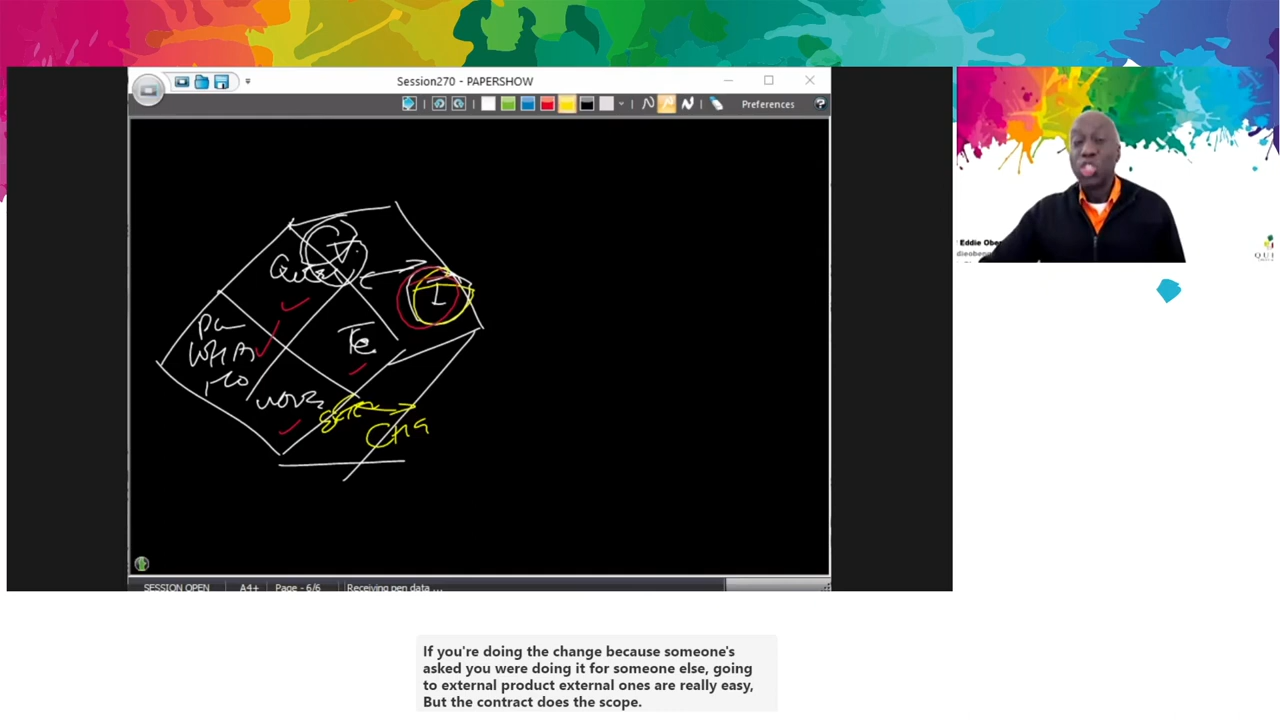 Session270 - PAPERSHOW
Preferences
?
I
Te
SESSION OPEN A4+ Page - 6/6 Receiving pen data ...
Eddie Obe
dieobeng
QU
If you're doing the change because someone's
asked you were doing it for someone else, going
to external product external ones are really easy,
But the contract does the scope.